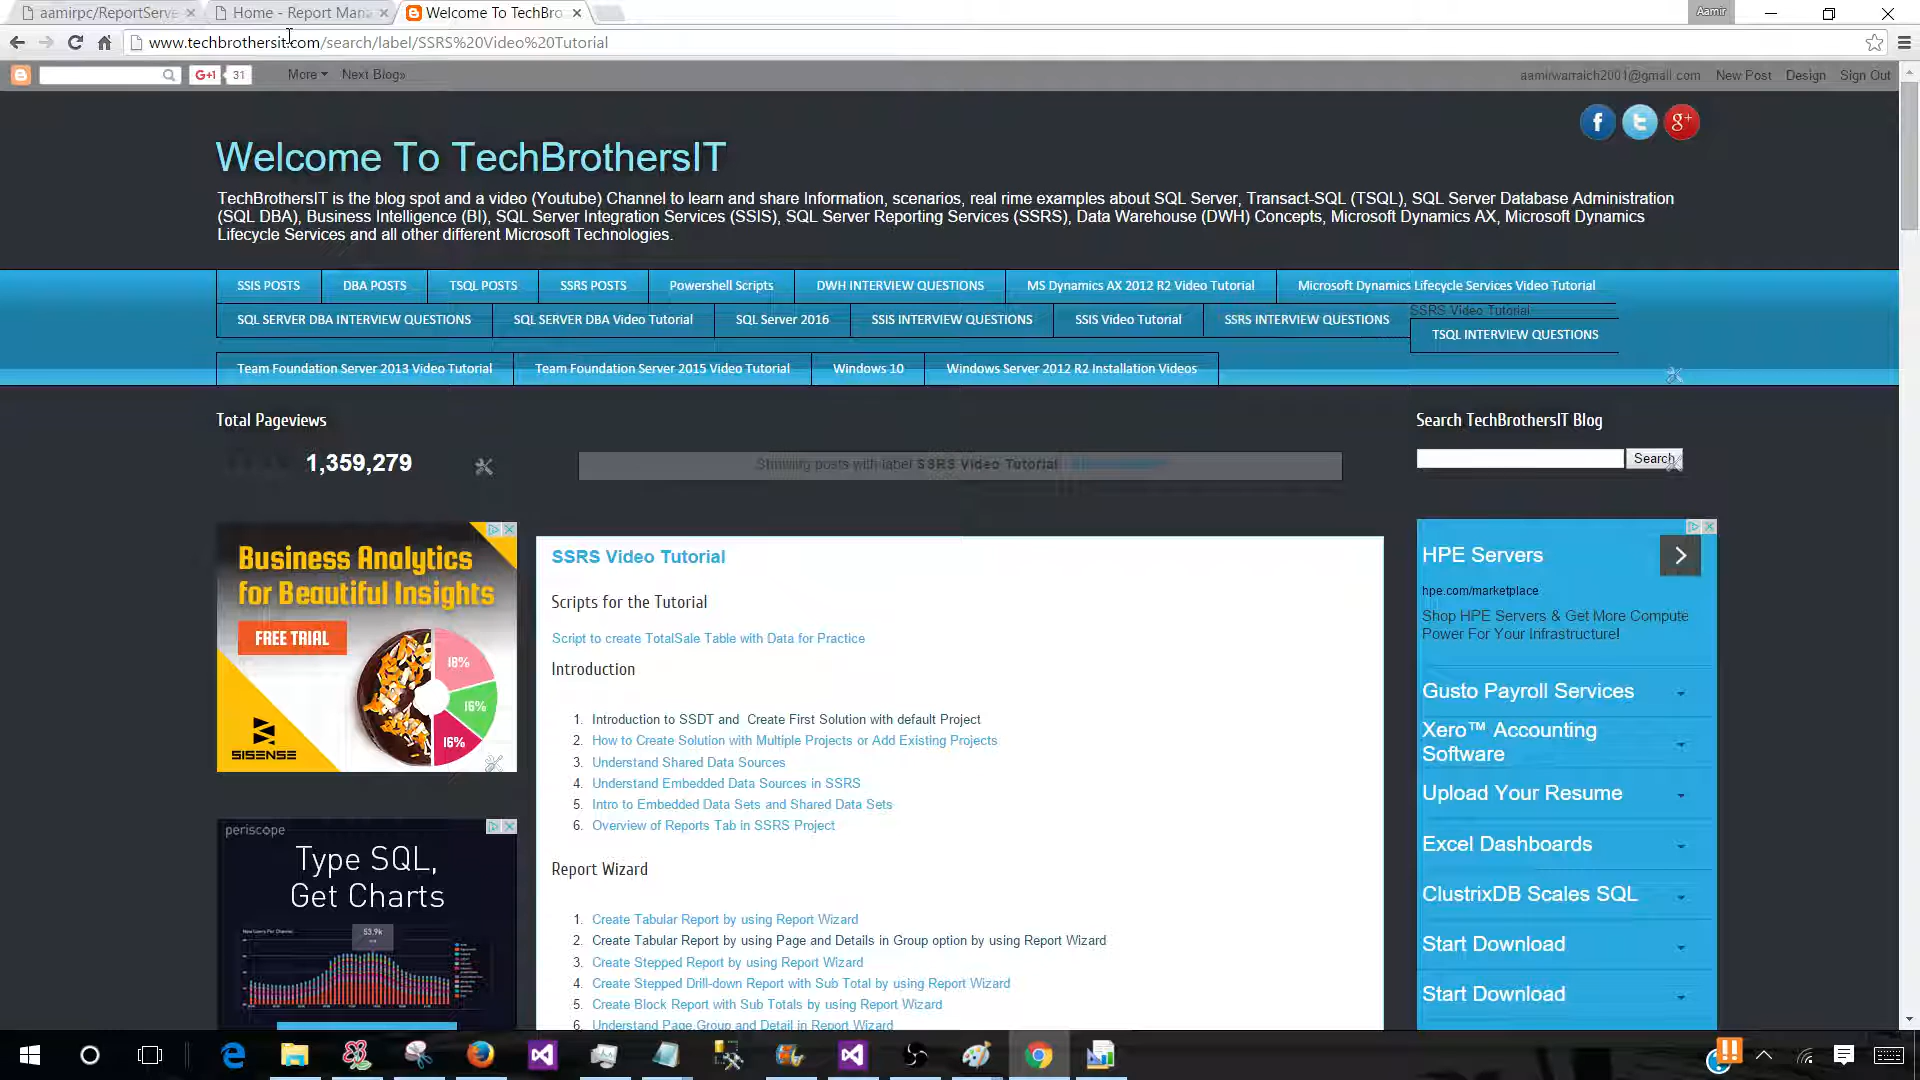 aamirpc/ReportServe
Home - Report Mana
Welcome To TechBro
Aamir
www.techbrothersit.com/search/label/SSRS%20Video%20Tutorial
G+1 31 More Next Blog»
aamirwarraich2001@gmail.com New Post Design Sign Out
Welcome To TechBrothersIT
TechBrothersIT is the blog spot and a video (Youtube) Channel to learn and share Information, scenarios, real rime examples about SQL Server, Transact-SQL (TSQL), SQL Server Database Administration
(SQL DBA), Business Intelligence (BI), SQL Server Integration Services (SSIS), SQL Server Reporting Services (SSRS), Data Warehouse (DWH) Concepts, Microsoft Dynamics AX, Microsoft Dynamics
Lifecycle Services and all other different Microsoft Technologies.
SSIS POSTS DBA POSTS TSQL POSTS SSRS POSTS Powershell Scripts DWH INTERVIEW QUESTIONS MS Dynamics AX 2012 R2 Video Tutorial Microsoft Dynamics Lifecycle Services Video Tutorial
SQL SERVER DBA INTERVIEW QUESTIONS SQL SERVER DBA Video Tutorial SQL Server 2016 SSIS INTERVIEW QUESTIONS SSIS Video Tutorial SSRS INTERVIEW QUESTIONS SSRS Video Tutorial
TSQL INTERVIEW QUESTIONS
Team Foundation Server 2013 Video Tutorial Team Foundation Server 2015 Video Tutorial Windows 10 Windows Server 2012 R2 Installation Videos
Total Pageviews
1,359,279
Showing posts with label SSRS Video Tutorial
Search TechBrothersIT Blog
Search
Business Analytics
for Beautiful Insights
FREE TRIAL
18%
16%
16%
SISENSE
periscope
Type SQL,
Get Charts
53.9k
SSRS Video Tutorial
Scripts for the Tutorial
Script to create TotalSale Table with Data for Practice
Introduction
1. Introduction to SSDT and Create First Solution with default Project
2. How to Create Solution with Multiple Projects or Add Existing Projects
3. Understand Shared Data Sources
4. Understand Embedded Data Sources in SSRS
5. Intro to Embedded Data Sets and Shared Data Sets
6. Overview of Reports Tab in SSRS Project
Report Wizard
1. Create Tabular Report by using Report Wizard
2. Create Tabular Report by using Page and Details in Group option by using Report Wizard
3. Create Stepped Report by using Report Wizard
4. Create Stepped Drill-down Report with Sub Total by using Report Wizard
5. Create Block Report with Sub Totals by using Report Wizard
6. Understand Page,Group and Detail in Report Wizard
HPE Servers
hpe.com/marketplace
Shop HPE Servers & Get More Compute
Power For Your Infrastructure!
Gusto Payroll Services
Xero™ Accounting
Software
Upload Your Resume
Excel Dashboards
ClustrixDB Scales SQL
Start Download
Start Download